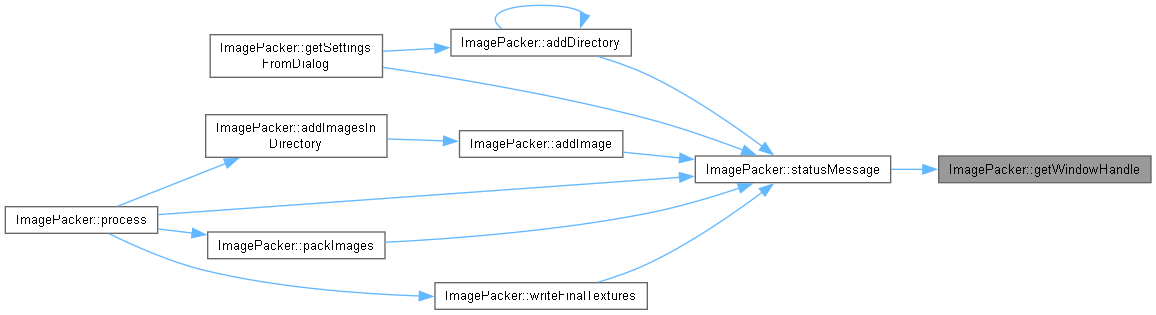 ImagePacker::getSettings
FromDialog
ImagePacker::addDirectory
ImagePacker::addImagesIn
Directory
ImagePacker::addImage
ImagePacker::statusMessage
ImagePacker::getWindowHandle
ImagePacker::process
ImagePacker::packImages
ImagePacker::writeFinalTextures